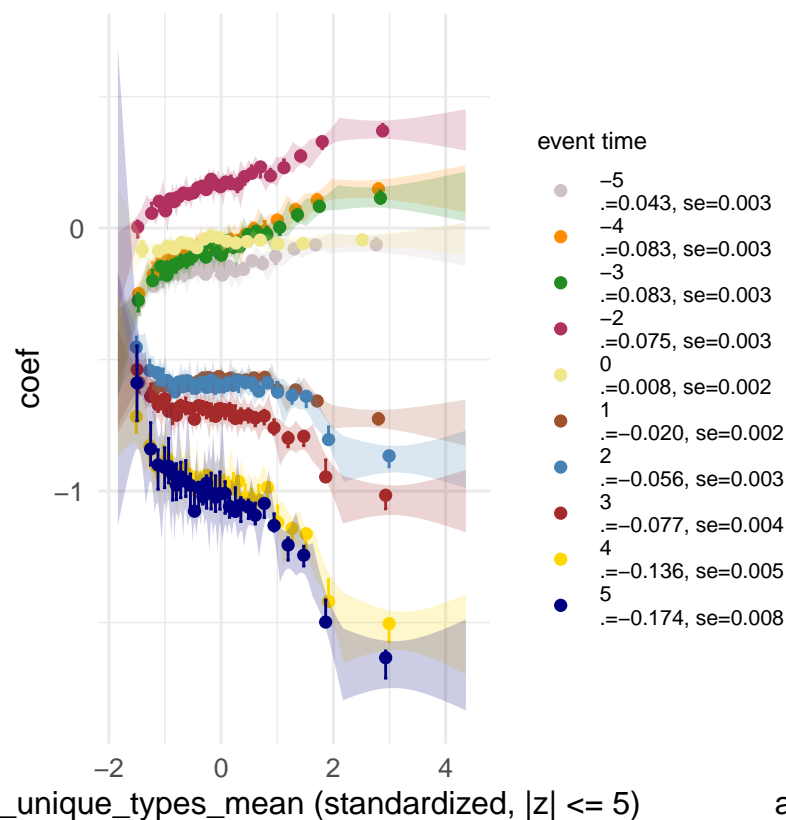 event time
−5
.=0.043, se=0.003
−4
.=0.083, se=0.003
−3
.=0.083, se=0.003
−2
.=0.075, se=0.003
0
.=0.008, se=0.002
1
.=−0.020, se=0.002
2
.=−0.056, se=0.003
3
.=−0.077, se=0.004
4
.=−0.136, se=0.005
5
.=−0.174, se=0.008
coef
0
−1
−2 0 2 4
_unique_types_mean (standardized, |z| <= 5) a